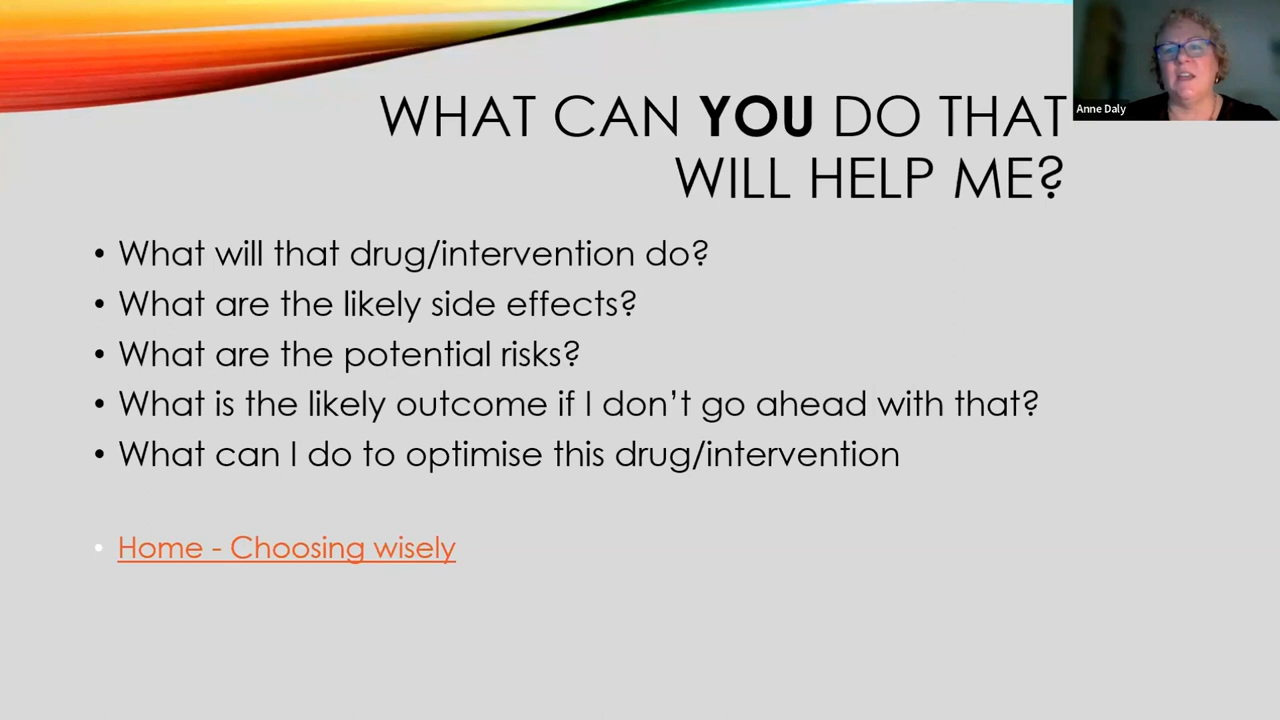 WHAT CAN YOU DO THAT
WILL HELP ME?
Anne Daly
• What will that drug/intervention do?
• What are the likely side effects?
• What are the potential risks?
• What is the likely outcome if I don’t go ahead with that?
• What can I do to optimise this drug/intervention
• Home - Choosing wisely